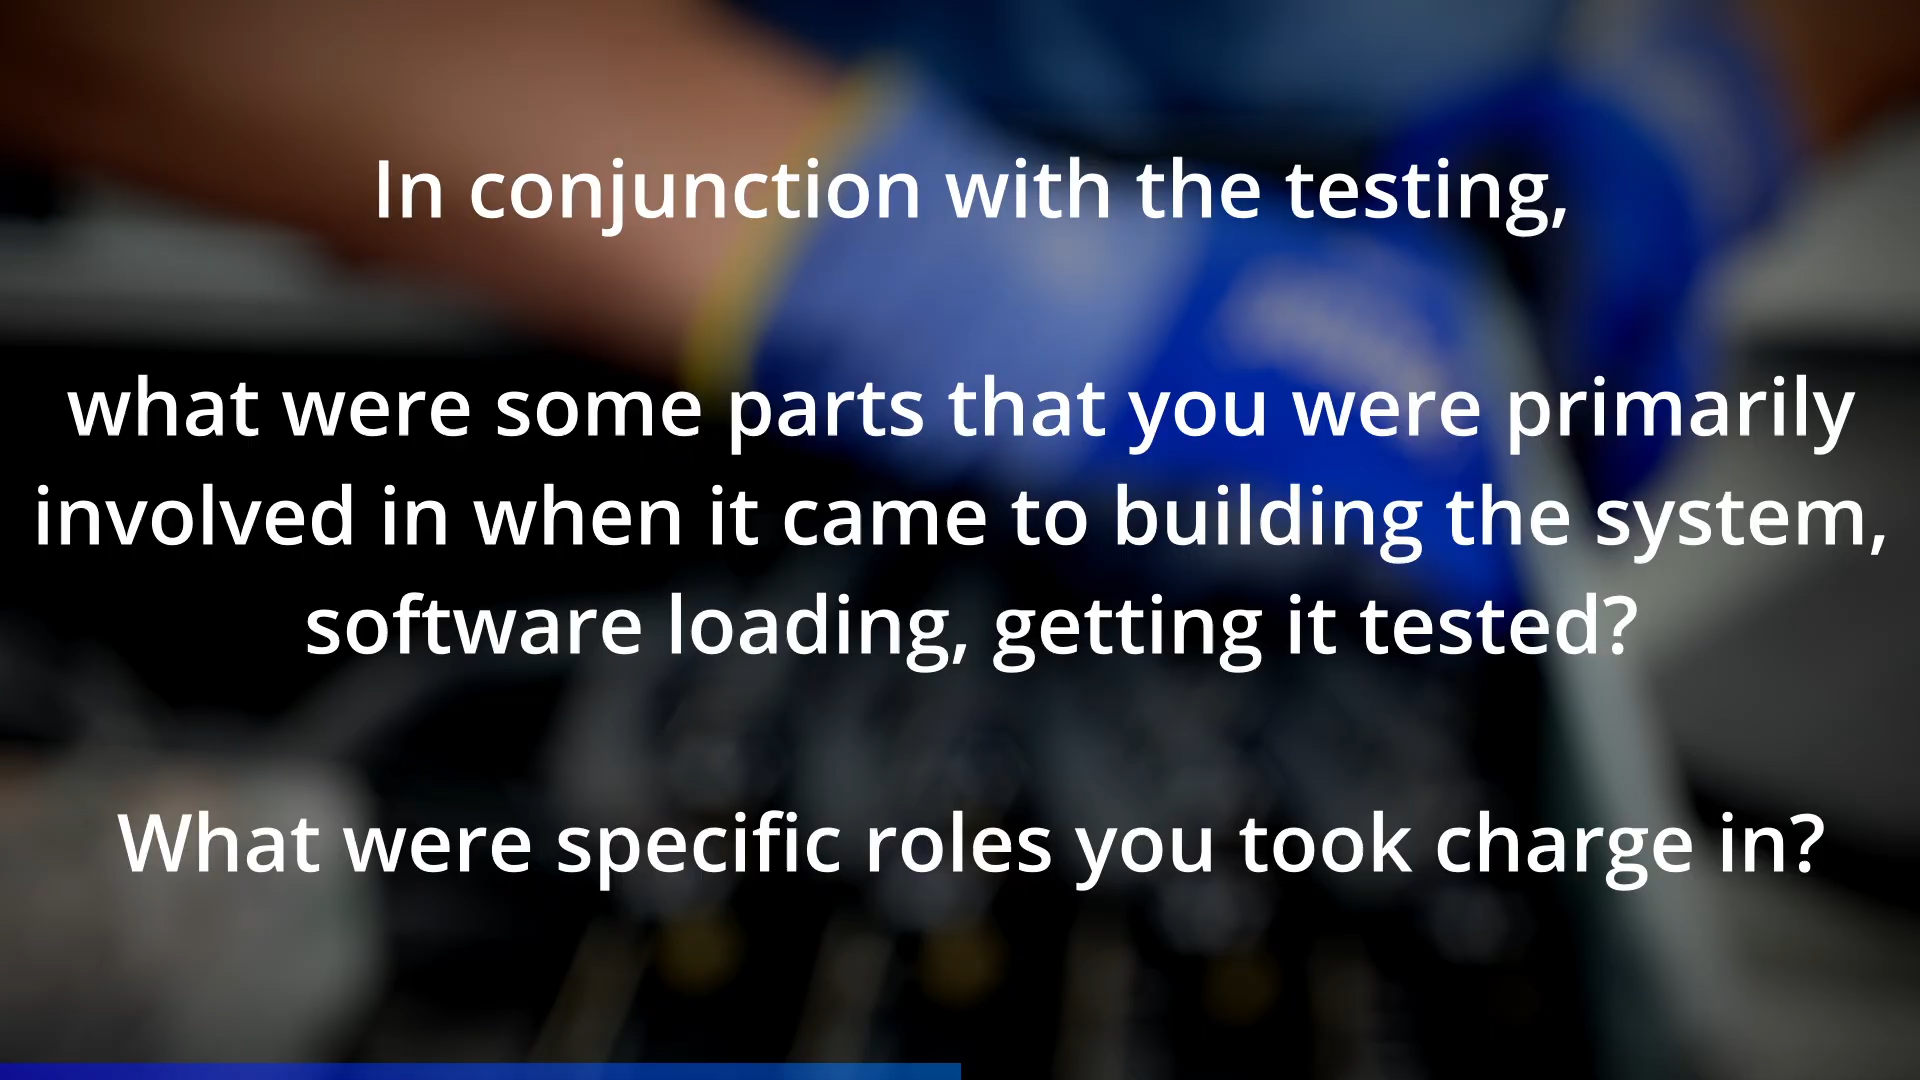 In conjunction with the testing,
what were some parts that you were primarily
involved in when it came to building the system,
software loading, getting it tested?
What were specific roles you took charge in?